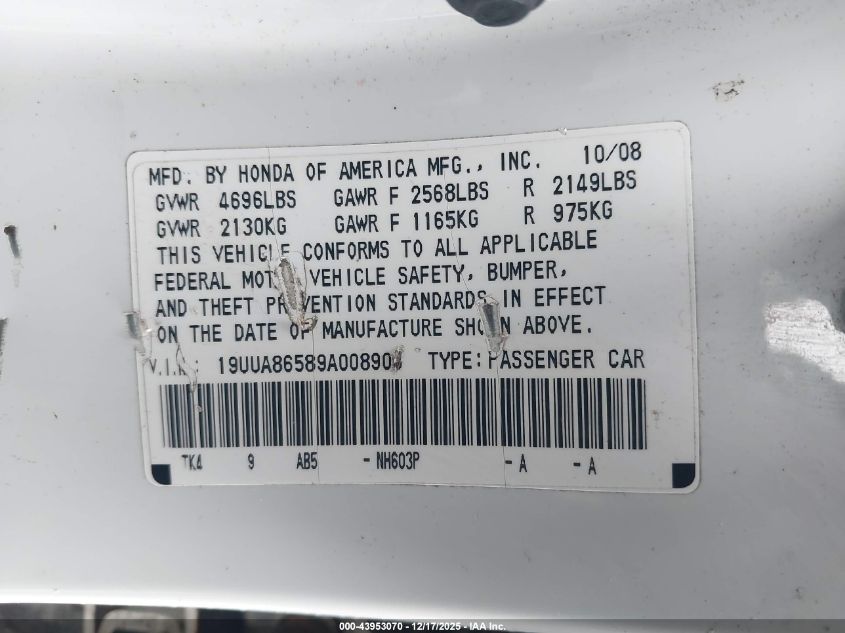 MFD. BY HONDA OF AMERICA MFG., INC. 10/08
GVWR 4696LBS GAWR F 2568LBS R 2149LBS
GVWR 2130KG GAWR F 1165KG R 975KG
THIS VEHICLE CONFORMS TO ALL APPLICABLE
FEDERAL MOTOR VEHICLE SAFETY, BUMPER,
AND THEFT PREVENTION STANDARDS IN EFFECT
ON THE DATE OF MANUFACTURE SHOWN ABOVE.
V.I.N.: 19UUA86589A00890 TYPE: PASSENGER CAR
TK4 9 AB5 - NH603P - A - A
000-43953070 - 12/17/2025 - IAA Inc.